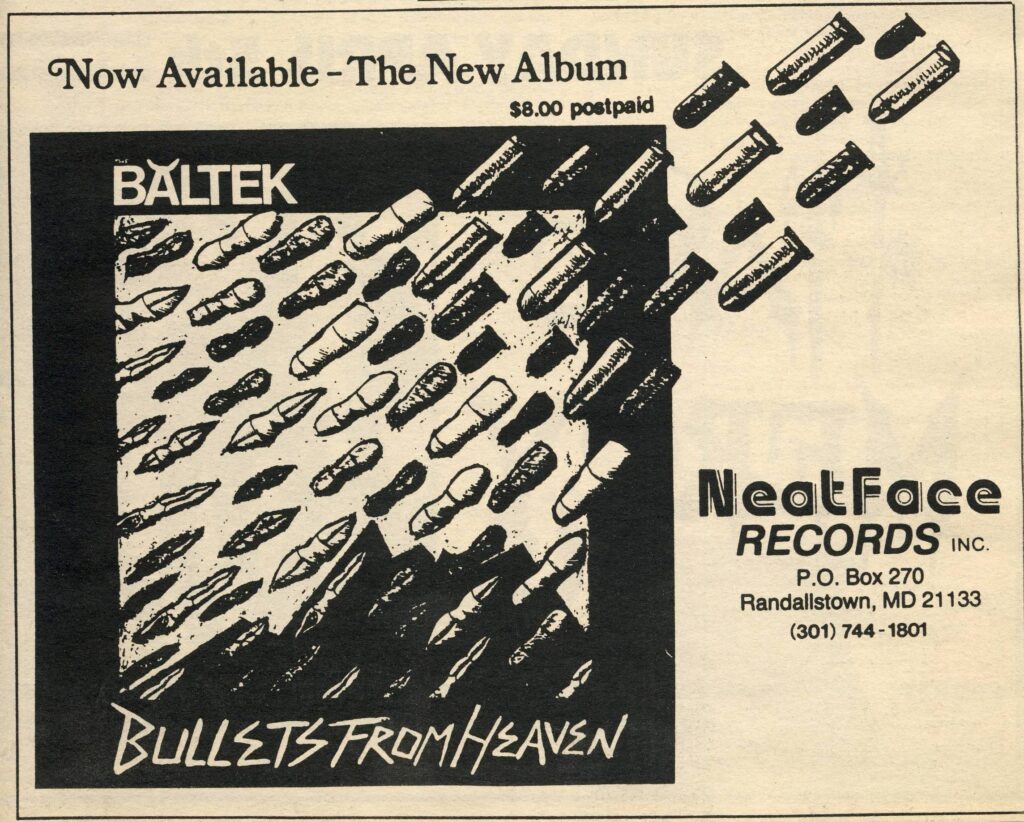 Now Available - The New Album
$8.00 postpaid
THE
BALTEK
BULLETS FROM HEAVEN
NeatFace
RECORDS INC.
P.O. Box 270
Randallstown, MD 21133
(301) 744-1801